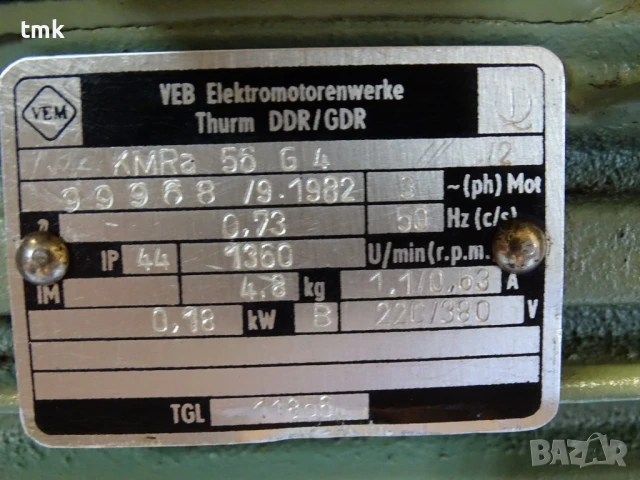 tmk
VEM
VEB Elektromotorenwerke
Thurm DDR/GDR
KMRa 56 G 4 /2
99968 /9.1982 3 ~(ph) Mot
0,73 50 Hz (c/s)
IP 44 1360 U/min(r.p.m.
IM 4.8 kg 1,1/0,63 A
0,18 kW B 220/380 V
TGL
BAZAR